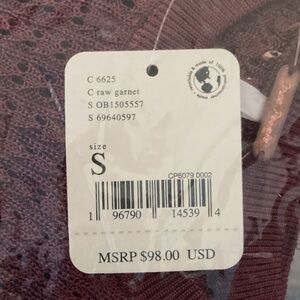 C 6625
C raw garnet
S OB1505557
S 69640597
size
S
CP6079 0002
1 96790 14539 4
MSRP $98.00 USD